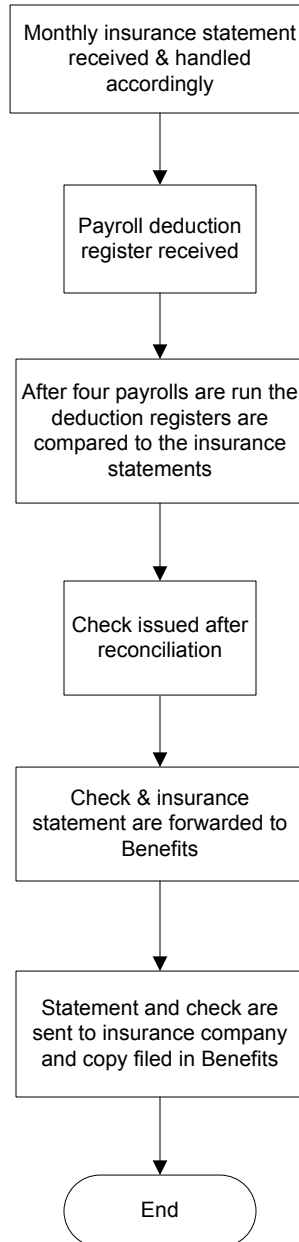 Monthly insurance statement
received & handled
accordingly
Payroll deduction
register received
After four payrolls are run the
deduction registers are
compared to the insurance
statements
Check issued after
reconciliation
Check & insurance
statement are forwarded to
Benefits
Statement and check are
sent to insurance company
and copy filed in Benefits
End